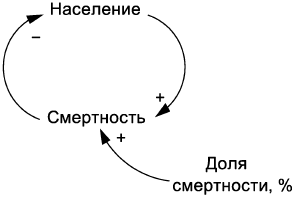 Население
−
+
Смертность
+
Доля
смертности, %